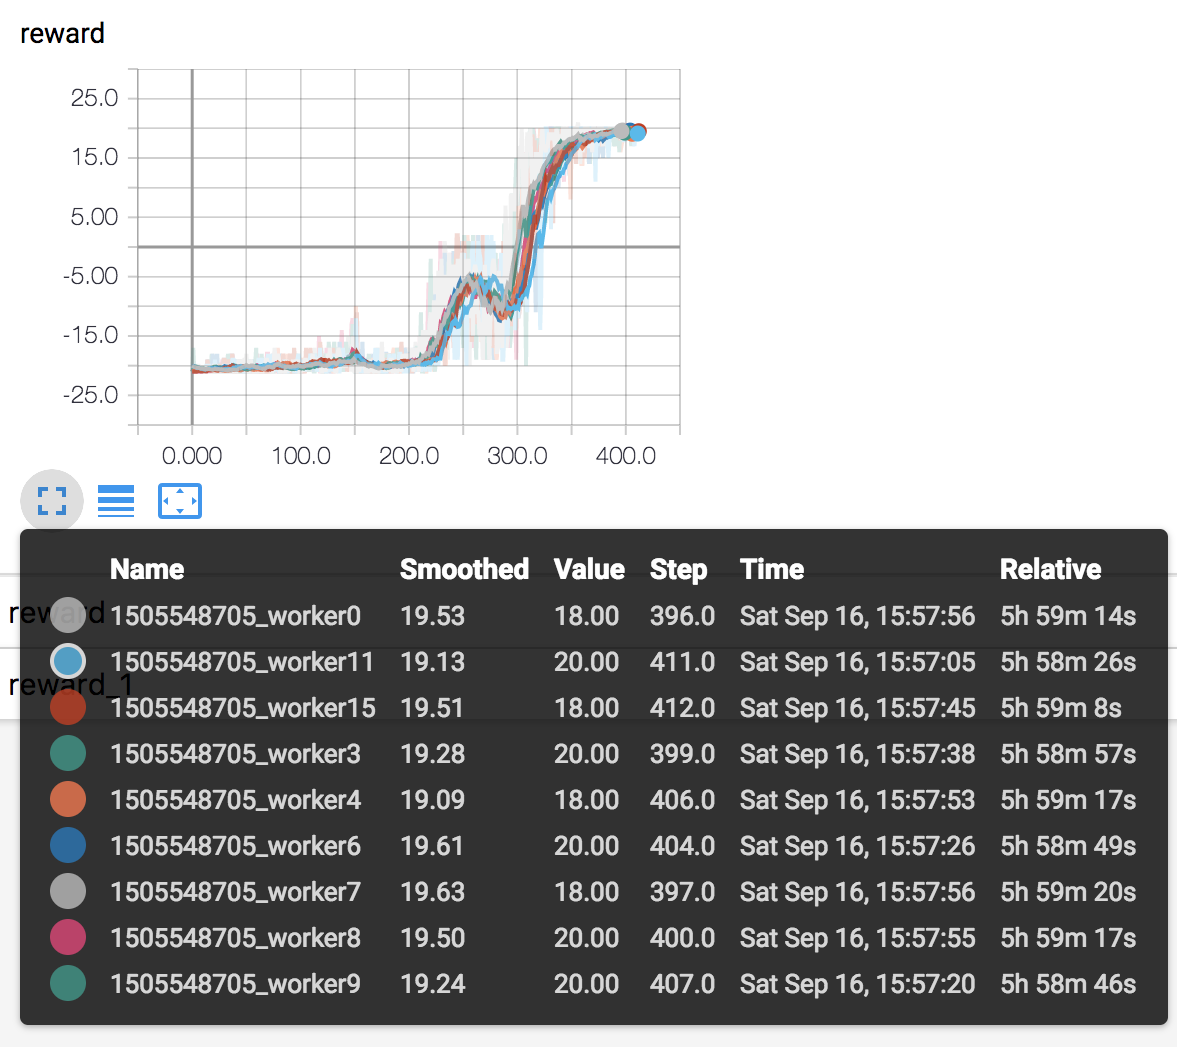 reward
25.0
15.0
5.00
-5.00
-15.0
-25.0
0.000 100.0 200.0 300.0 400.0
Name Smoothed Value Step Time Relative
reward
1505548705_worker0 19.53 18.00 396.0 Sat Sep 16, 15:57:56 5h 59m 14s
1505548705_worker11 19.13 20.00 411.0 Sat Sep 16, 15:57:05 5h 58m 26s
reward_1
1505548705_worker15 19.51 18.00 412.0 Sat Sep 16, 15:57:45 5h 59m 8s
1505548705_worker3 19.28 20.00 399.0 Sat Sep 16, 15:57:38 5h 58m 57s
1505548705_worker4 19.09 18.00 406.0 Sat Sep 16, 15:57:53 5h 59m 17s
1505548705_worker6 19.61 20.00 404.0 Sat Sep 16, 15:57:26 5h 58m 49s
1505548705_worker7 19.63 18.00 397.0 Sat Sep 16, 15:57:56 5h 59m 20s
1505548705_worker8 19.50 20.00 400.0 Sat Sep 16, 15:57:55 5h 59m 17s
1505548705_worker9 19.24 20.00 407.0 Sat Sep 16, 15:57:20 5h 58m 46s